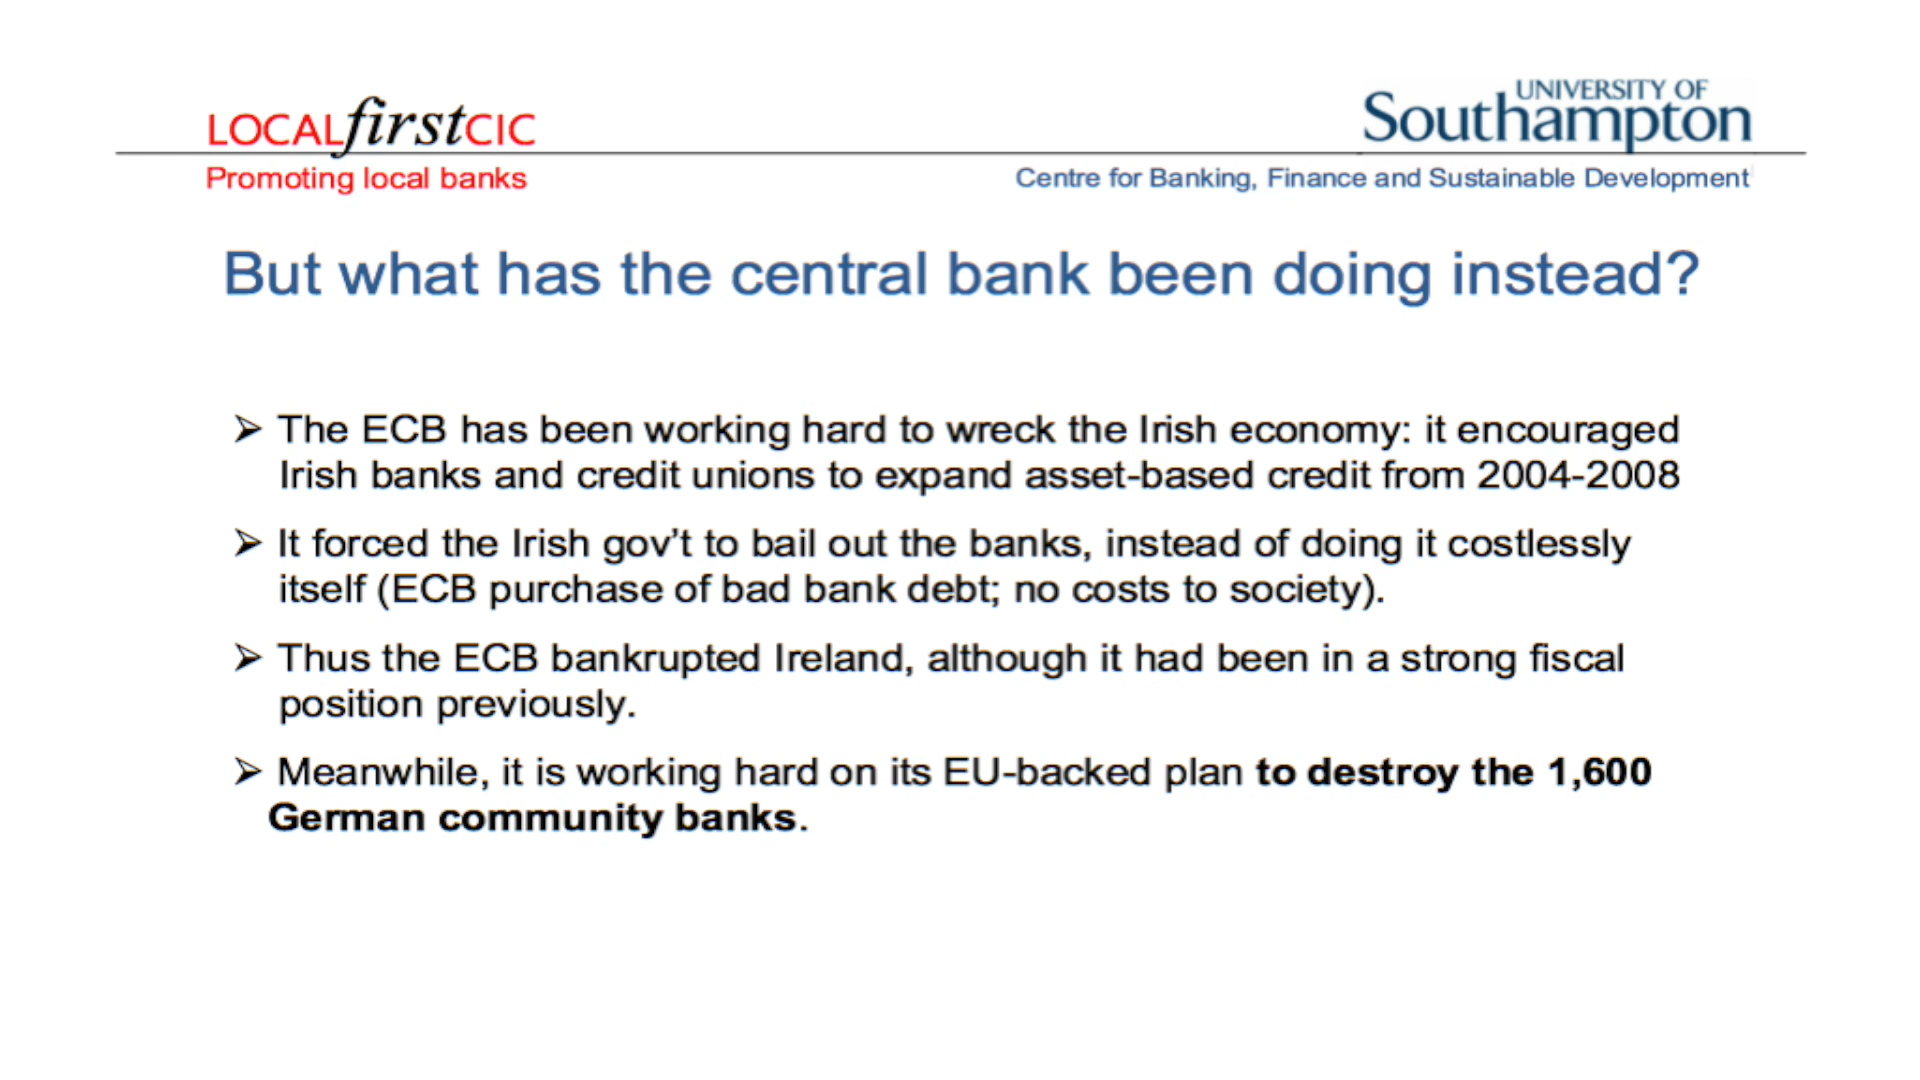 LOCALfirstCIC
Promoting local banks
UNIVERSITY OF
Southampton
Centre for Banking, Finance and Sustainable Development
But what has the central bank been doing instead?
➢ The ECB has been working hard to wreck the Irish economy: it encouraged
Irish banks and credit unions to expand asset-based credit from 2004-2008
➢ It forced the Irish gov’t to bail out the banks, instead of doing it costlessly
itself (ECB purchase of bad bank debt; no costs to society).
➢ Thus the ECB bankrupted Ireland, although it had been in a strong fiscal
position previously.
➢ Meanwhile, it is working hard on its EU-backed plan to destroy the 1,600
German community banks.